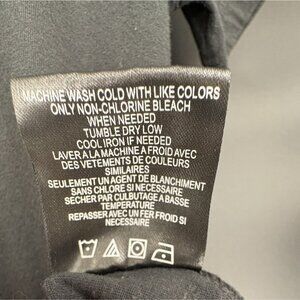 MACHINE WASH COLD WITH LIKE COLORS
ONLY NON-CHLORINE BLEACH
WHEN NEEDED
TUMBLE DRY LOW
COOL IRON IF NEEDED
LAVER A LA MACHINE A FROID AVEC
DES VETEMENTS DE COULEURS
SIMILAIRES
SEULEMENT UN AGENT DE BLANCHIMENT
SANS CHLORE SI NECESSAIRE
SECHER PAR CULBUTAGE A BASSE
TEMPERATURE
REPASSER AVEC UN FER FROID SI
NECESSAIRE